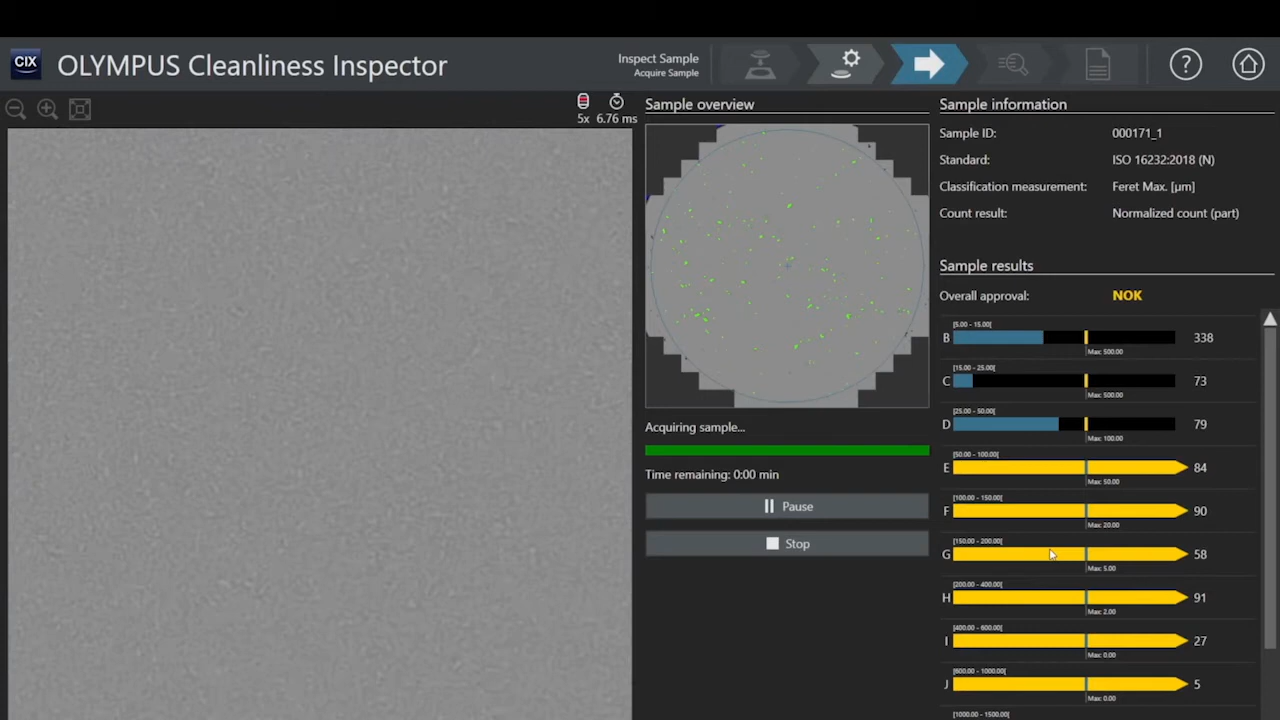 CIX
OLYMPUS Cleanliness Inspector
Inspect Sample
Acquire Sample
?
5x 6.76 ms
Sample overview
Acquiring sample...
Time remaining: 0:00 min
Pause
Stop
Sample information
Sample ID: 000171_1
Standard: ISO 16232:2018 (N)
Classification measurement: Feret Max. [µm]
Count result: Normalized count (part)
Sample results
Overall approval: NOK
[5.00 - 15.00[
B 338
Max: 500.00
[15.00 - 25.00[
C 73
Max: 500.00
[25.00 - 50.00[
D 79
Max: 100.00
[50.00 - 100.00[
E 84
Max: 50.00
[100.00 - 150.00[
F 90
Max: 20.00
[150.00 - 200.00[
G 58
Max: 5.00
[200.00 - 400.00[
H 91
Max: 2.00
[400.00 - 600.00[
I 27
Max: 0.00
[600.00 - 1000.00[
J 5
Max: 0.00
[1000.00 - 1500.00[